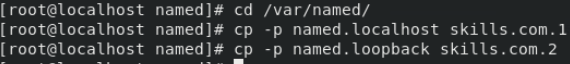 [root@localhost named]# cd /var/named/
[root@localhost named]# cp -p named.localhost skills.com.1
[root@localhost named]# cp -p named.loopback skills.com.2
[root@localhost named]#